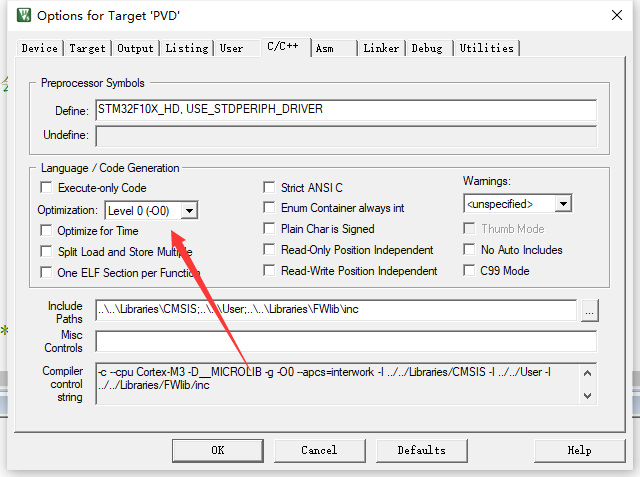 Options for Target 'PVD'
Device Target Output Listing User C/C++ Asm Linker Debug Utilities
Preprocessor Symbols
Define: STM32F10X_HD, USE_STDPERIPH_DRIVER
Undefine:
Language / Code Generation
Execute-only Code
Optimization: Level 0 (-O0)
Optimize for Time
Split Load and Store Multiple
One ELF Section per Function
Strict ANSI C
Enum Container always int
Plain Char is Signed
Read-Only Position Independent
Read-Write Position Independent
Warnings:
<unspecified>
Thumb Mode
No Auto Includes
C99 Mode
Include
Paths
..\..\Libraries\CMSIS;..\..\User;..\..\Libraries\FWlib\inc
...
Misc
Controls
Compiler
control
string
-c --cpu Cortex-M3 -D__MICROLIB -g -O0 --apcs=interwork -I ../../Libraries/CMSIS -I ../../User -I
../../Libraries/FWlib/inc
OK Cancel Defaults Help